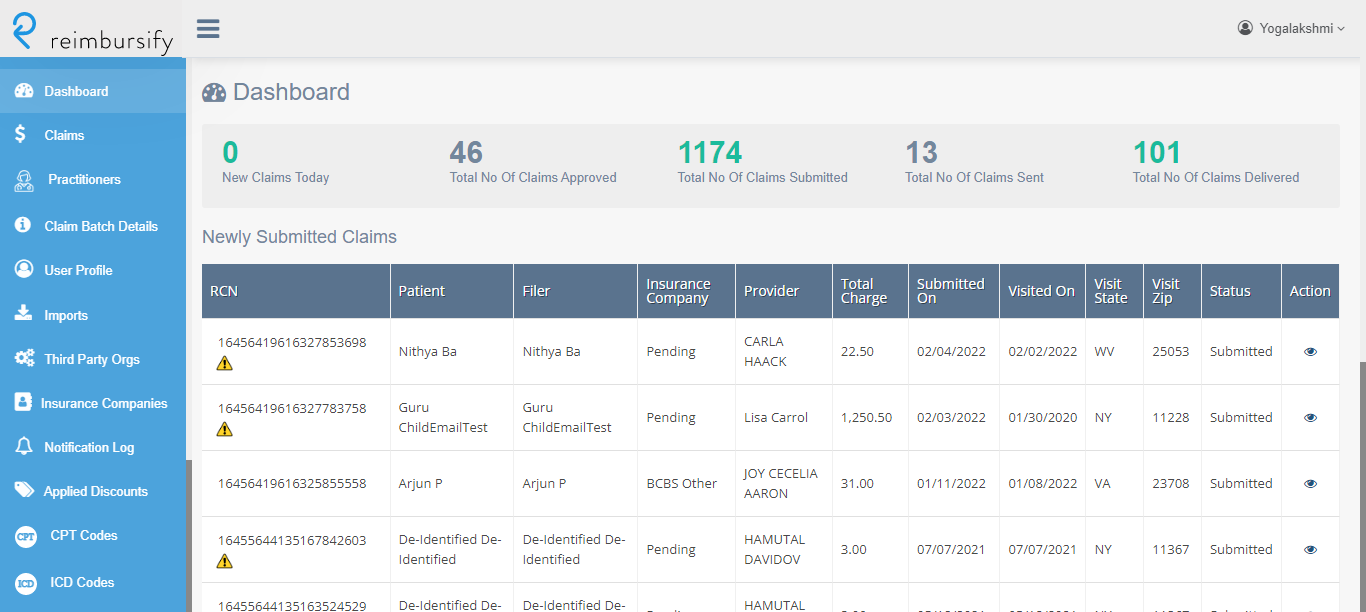 reimbursify
Yogalakshmi
Dashboard
Claims
Practitioners
Claim Batch Details
User Profile
Imports
Third Party Orgs
Insurance Companies
Notification Log
Applied Discounts
CPT CPT Codes
ICD ICD Codes
Dashboard
0 46 1174 13 101
New Claims Today Total No Of Claims Approved Total No Of Claims Submitted Total No Of Claims Sent Total No Of Claims Delivered
Newly Submitted Claims
RCN Patient Filer Insurance Company Provider Total Charge Submitted On Visited On Visit State Visit Zip Status Action
16456419616327853698 Nithya Ba Nithya Ba Pending CARLA HAACK 22.50 02/04/2022 02/02/2022 WV 25053 Submitted
16456419616327783758 Guru ChildEmailTest Guru ChildEmailTest Pending Lisa Carrol 1,250.50 02/03/2022 01/30/2020 NY 11228 Submitted
16456419616325855558 Arjun P Arjun P BCBS Other JOY CECELIA AARON 31.00 01/11/2022 01/08/2022 VA 23708 Submitted
16455644135167842603 De-Identified De-Identified De-Identified De-Identified Pending HAMUTAL DAVIDOV 3.00 07/07/2021 07/07/2021 NY 11367 Submitted
16455644135163524529 De-Identified De- De-Identified De- HAMUTAL